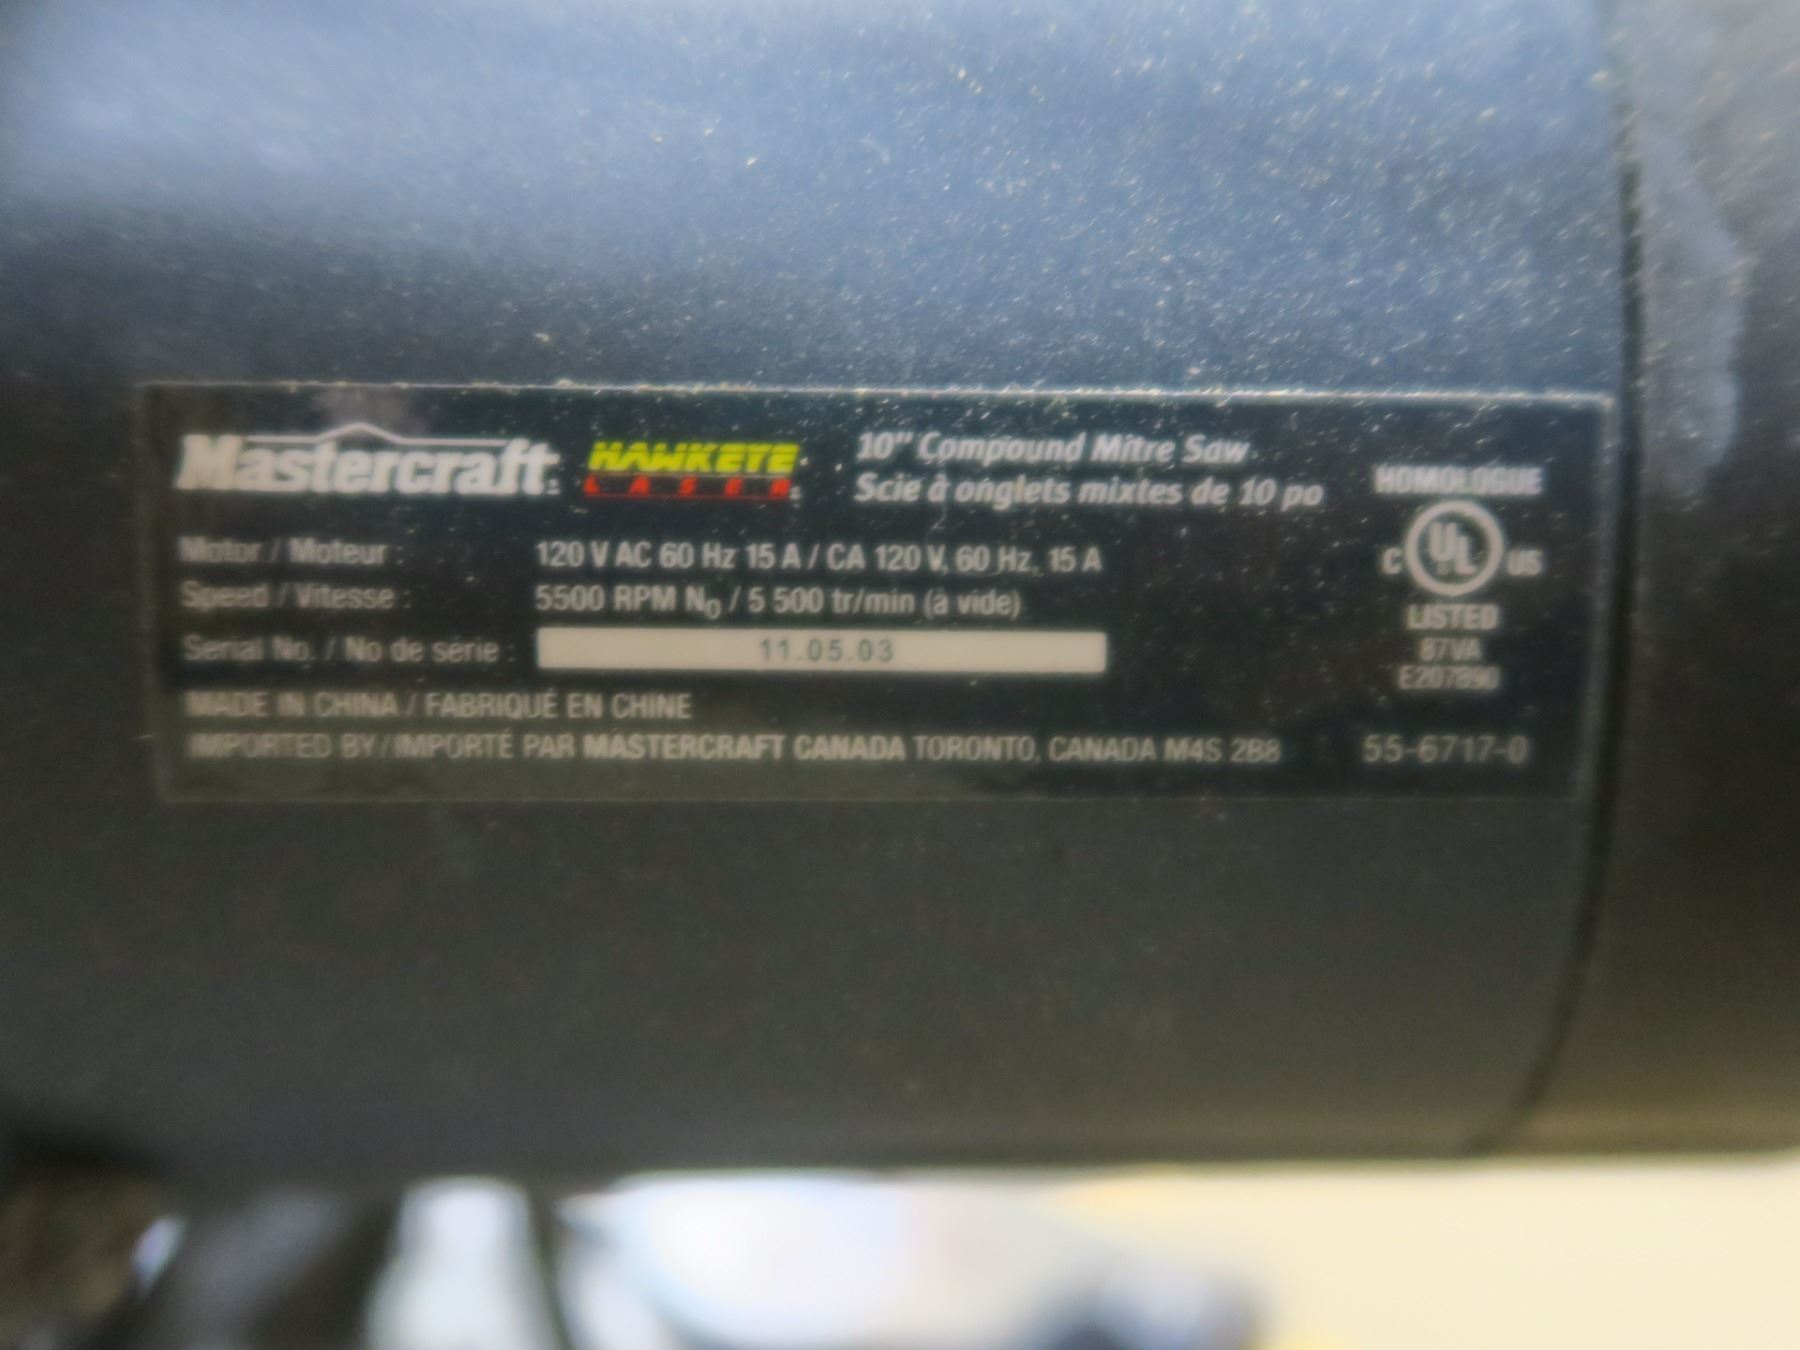 Mastercraft HAWKEYE LASER
10" Compound Mitre Saw
Scie à onglets mixtes de 10 po
Motor / Moteur : 120 V AC 60 Hz 15 A / CA 120 V, 60 Hz, 15 A
Speed / Vitesse : 5500 RPM N₀ / 5 500 tr/min (à vide)
Serial No. / No de série : 11.05.03
MADE IN CHINA / FABRIQUÉ EN CHINE
IMPORTED BY / IMPORTÉ PAR MASTERCRAFT CANADA TORONTO, CANADA M4S 2B8
HOMOLOGUE
C UL US
LISTED
87VA
E207890
55-6717-0